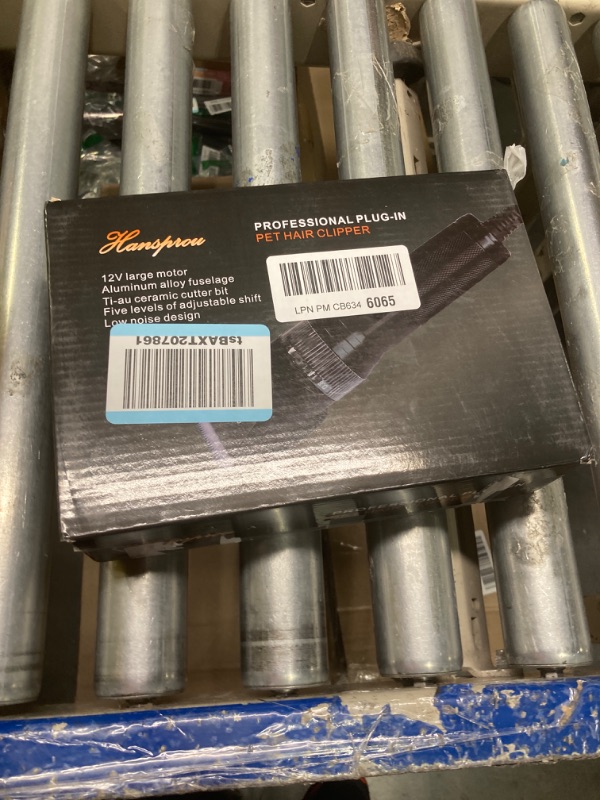 Hansprou
PROFESSIONAL PLUG-IN
PET HAIR CLIPPER
12V large motor
Aluminum alloy fuselage
Ti-au ceramic cutter bit
Five levels of adjustable shift
Low noise design
LPN PM CB634 6065
tsBAXT207861